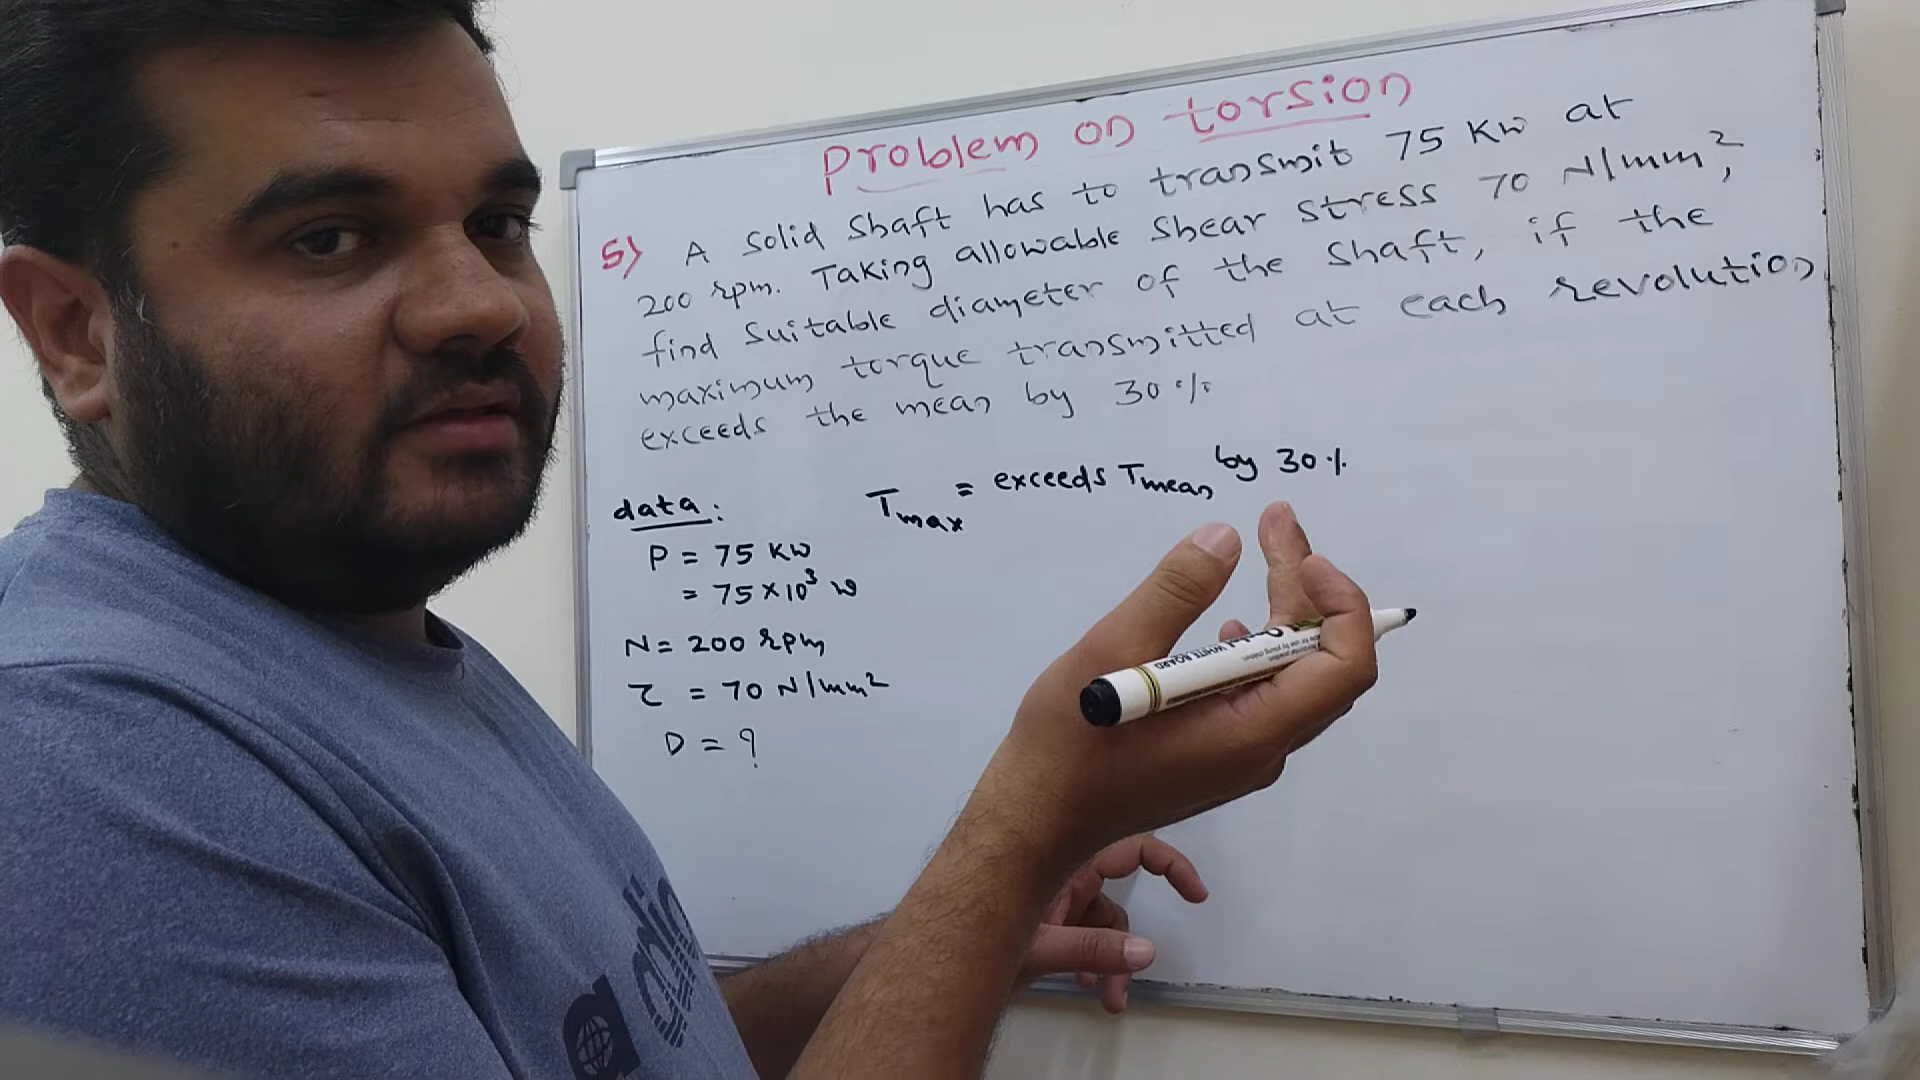 Problem on torsion
5) A solid shaft has to transmit 75 KW at
200 rpm. Taking allowable shear stress 70 N/mm²,
find suitable diameter of the shaft, if the
maximum torque transmitted at each revolution
exceeds the mean by 30%
data:
P = 75 KW
= 75×10³ W
N = 200 rpm
τ = 70 N/mm²
D = ?
Tmax = exceeds Tmean by 30%
WHITE BOARD